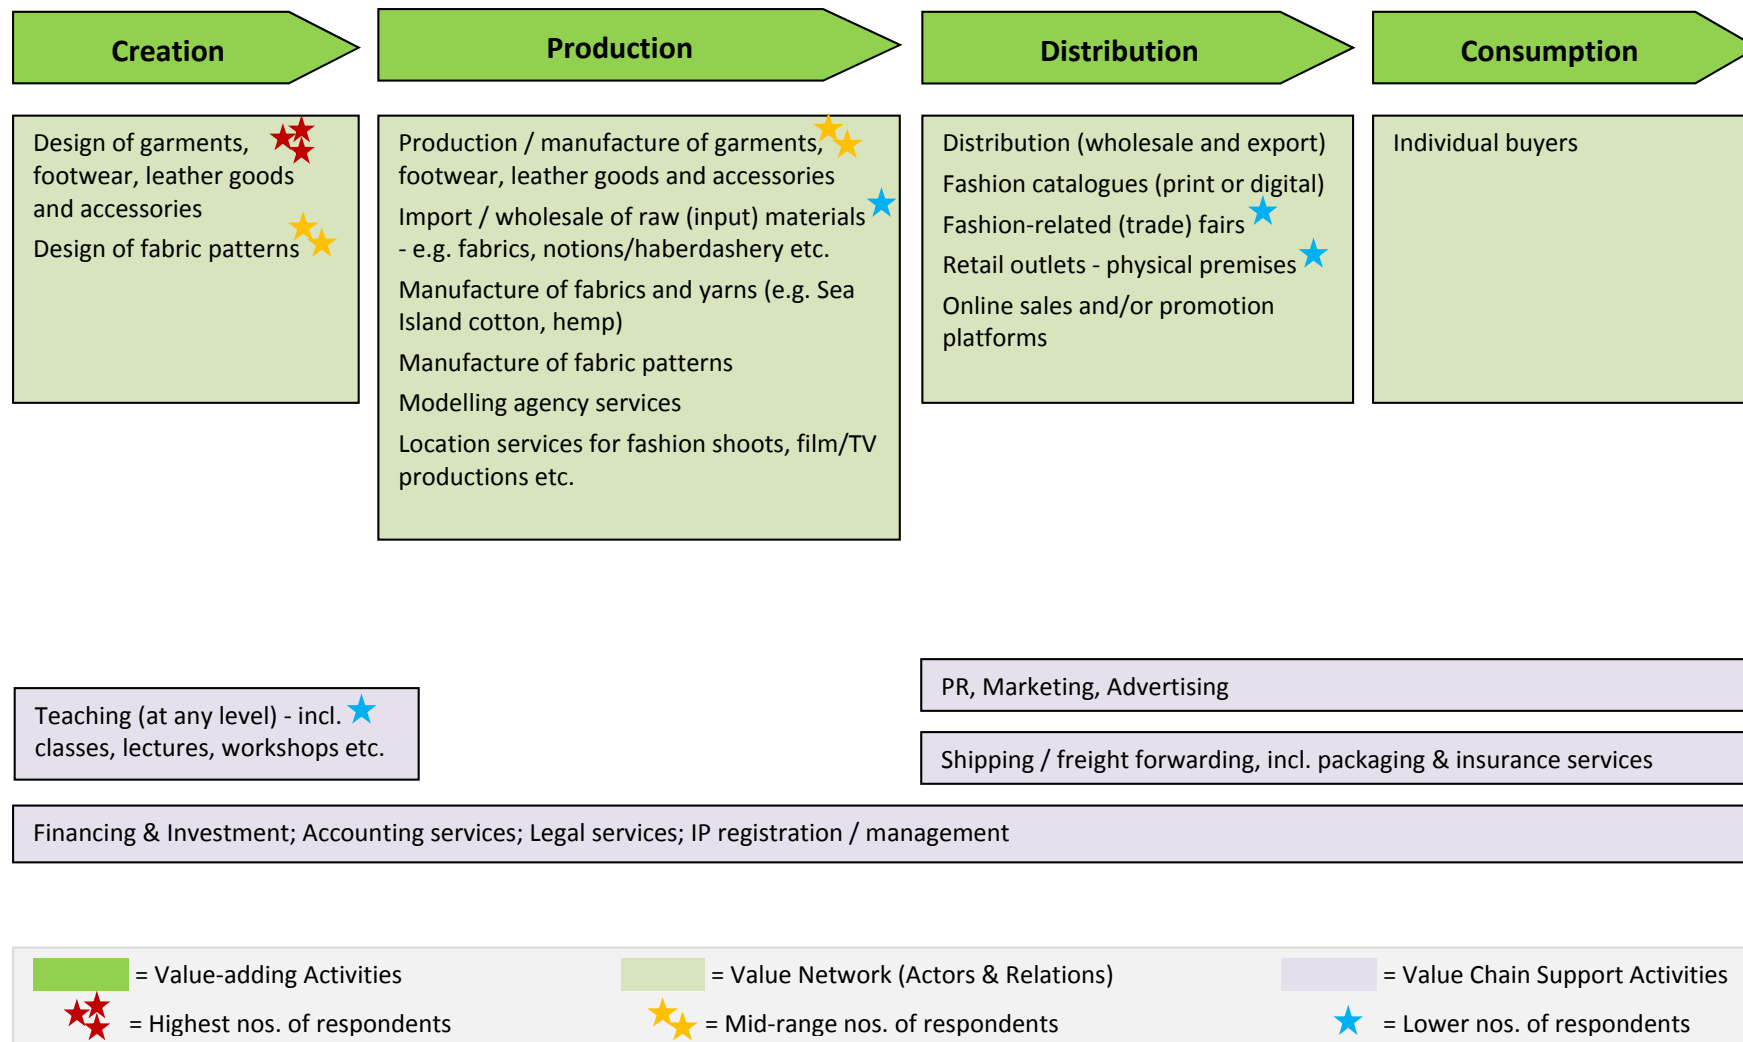 Creation
Production
Distribution
Consumption
Design of garments,
footwear, leather goods
and accessories
Design of fabric patterns
Production / manufacture of garments,
footwear, leather goods and accessories
Import / wholesale of raw (input) materials
- e.g. fabrics, notions/haberdashery etc.
Manufacture of fabrics and yarns (e.g. Sea
Island cotton, hemp)
Manufacture of fabric patterns
Modelling agency services
Location services for fashion shoots, film/TV
productions etc.
Distribution (wholesale and export)
Fashion catalogues (print or digital)
Fashion-related (trade) fairs
Retail outlets - physical premises
Online sales and/or promotion
platforms
Individual buyers
Teaching (at any level) - incl.
classes, lectures, workshops etc.
PR, Marketing, Advertising
Shipping / freight forwarding, incl. packaging & insurance services
Financing & Investment; Accounting services; Legal services; IP registration / management
= Value-adding Activities
= Value Network (Actors & Relations)
= Value Chain Support Activities
= Highest nos. of respondents
= Mid-range nos. of respondents
= Lower nos. of respondents